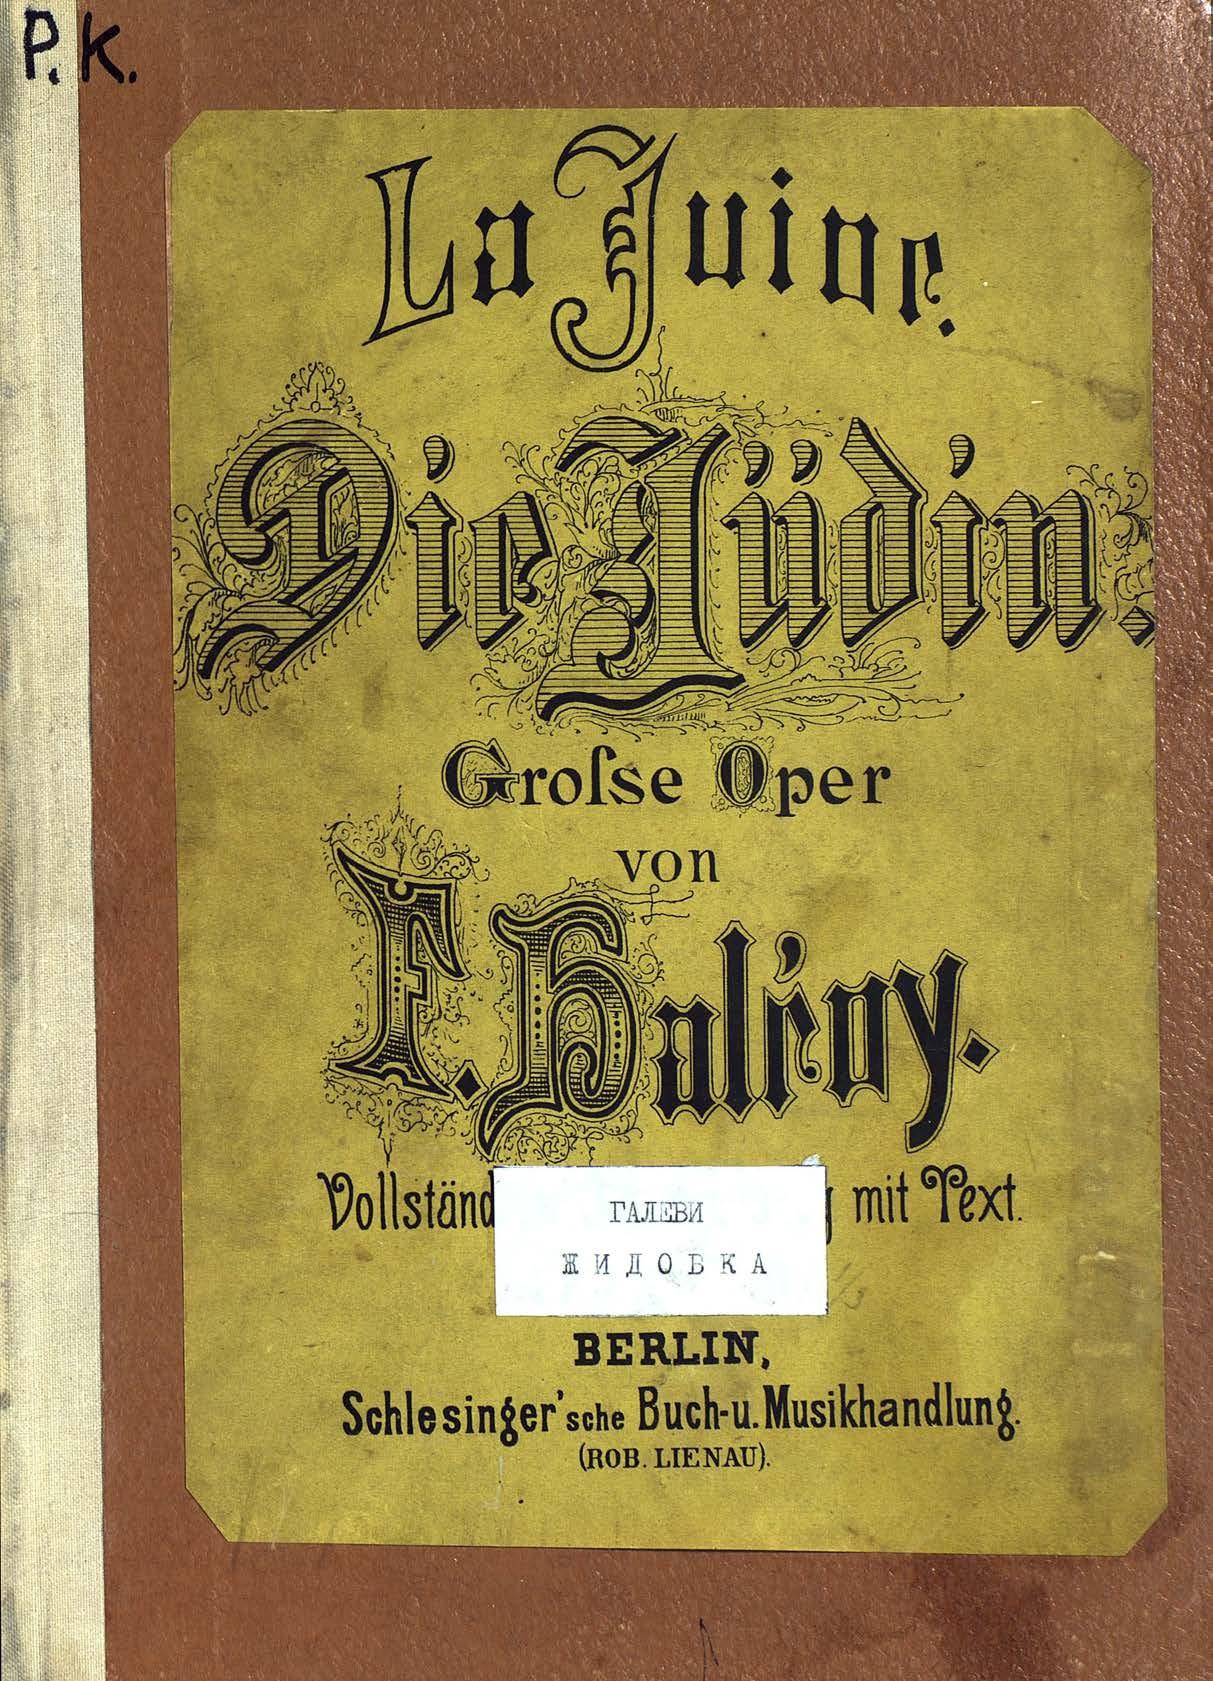 P. K.
La Juive.
Die Jüdin.
Groſse Oper
von
F. Halévy.
mit Text.
ГАЛЕВИ
ЖИДОВКА
BERLIN,
Schlesinger'sche Buch-u. Musikhandlung.
(ROB. LIENAU).